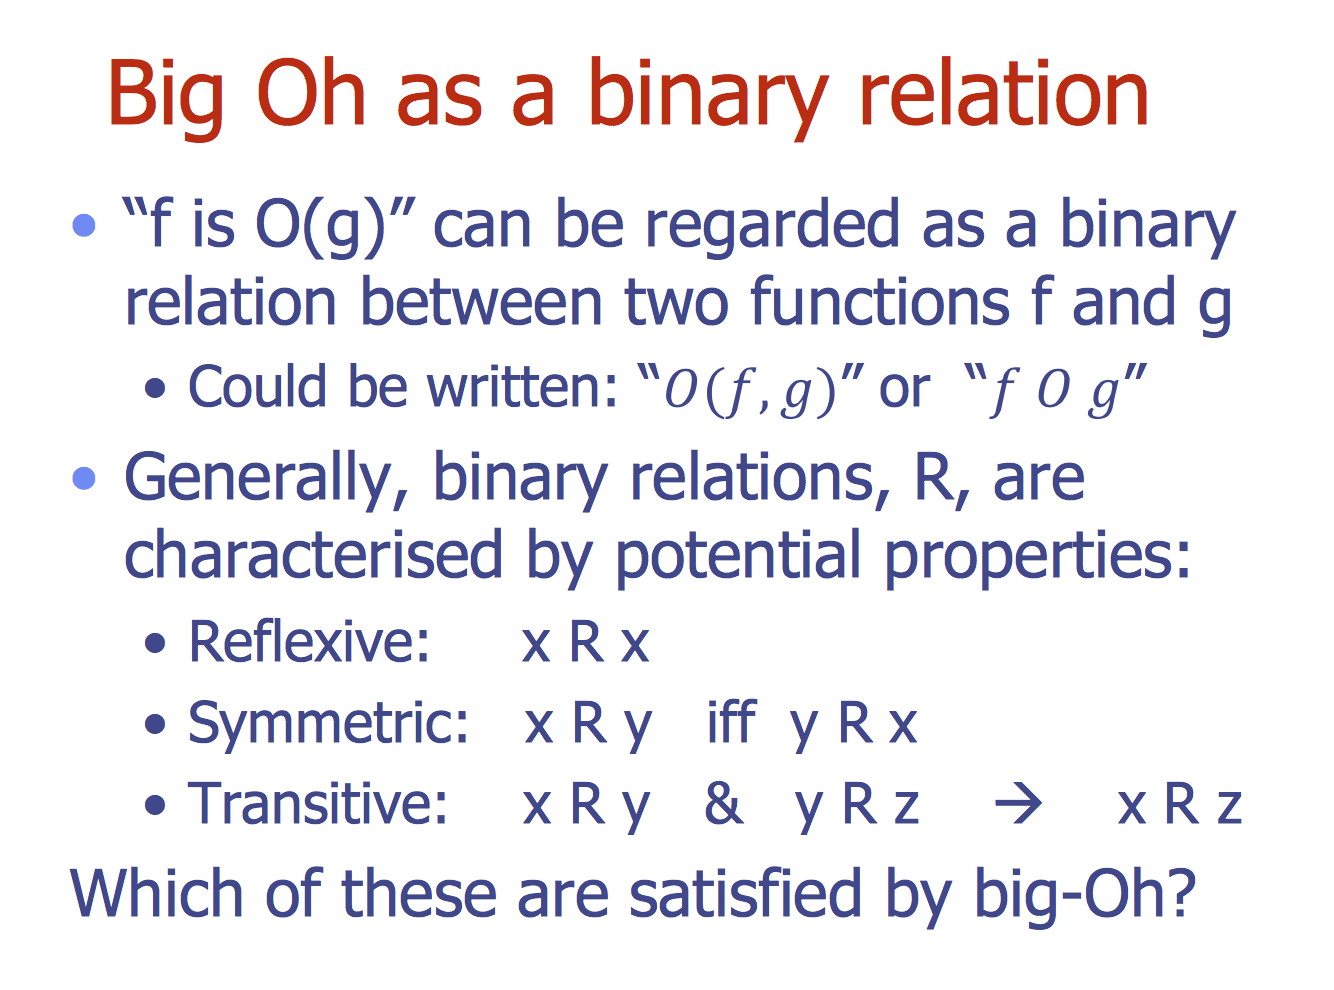 Big Oh as a binary relation
• “f is O(g)” can be regarded as a binary
relation between two functions f and g
• Could be written: “O(f,g)” or “f O g”
• Generally, binary relations, R, are
characterised by potential properties:
• Reflexive: x R x
• Symmetric: x R y iff y R x
• Transitive: x R y & y R z → x R z
Which of these are satisfied by big-Oh?